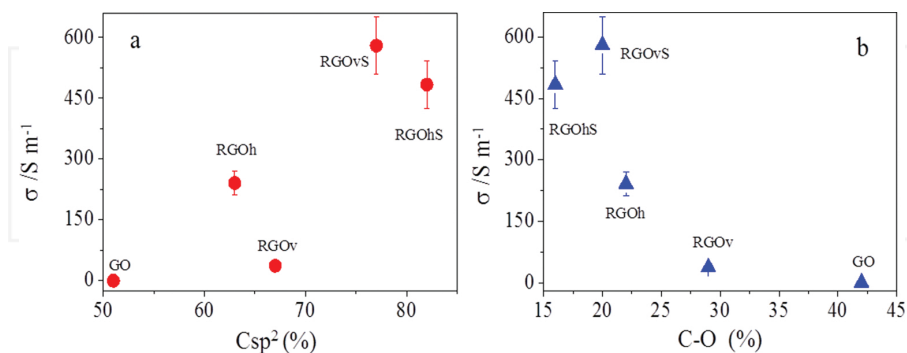 a
600
450
300
150
0
σ /S m⁻¹
RGOvS
RGOhS
RGOh
RGOv
GO
50
60
70
80
Csp² (%)
b
600
450
300
150
0
σ /S m⁻¹
RGOvS
RGOhS
RGOh
RGOv
GO
15
20
25
30
35
40
45
C-O (%)